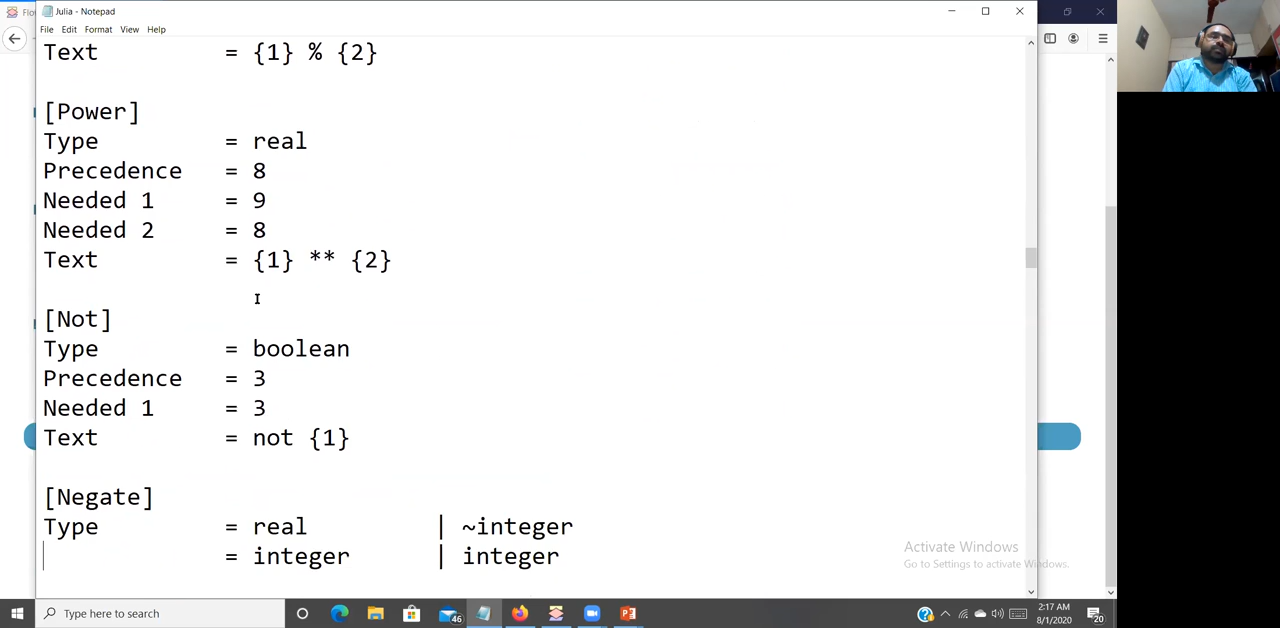 Flo
Julia - Notepad
File Edit Format View Help
Text = {1} % {2}
[Power]
Type = real
Precedence = 8
Needed 1 = 9
Needed 2 = 8
Text = {1} ** {2}
[Not]
Type = boolean
Precedence = 3
Needed 1 = 3
Text = not {1}
[Negate]
Type = real | ~integer
= integer | integer
Activate Windows
Go to Settings to activate Windows.
Type here to search
46
2:17 AM
8/1/2020
20